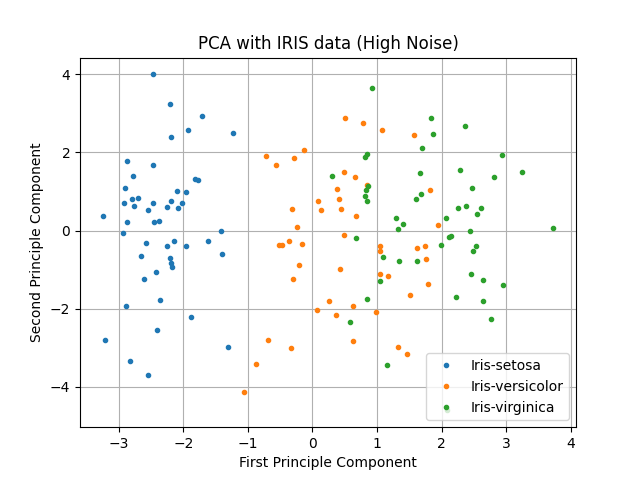 PCA with IRIS data (High Noise)
Second Principle Component
4
2
0
−2
−4
Iris-setosa
Iris-versicolor
Iris-virginica
−3 −2 −1 0 1 2 3 4
First Principle Component